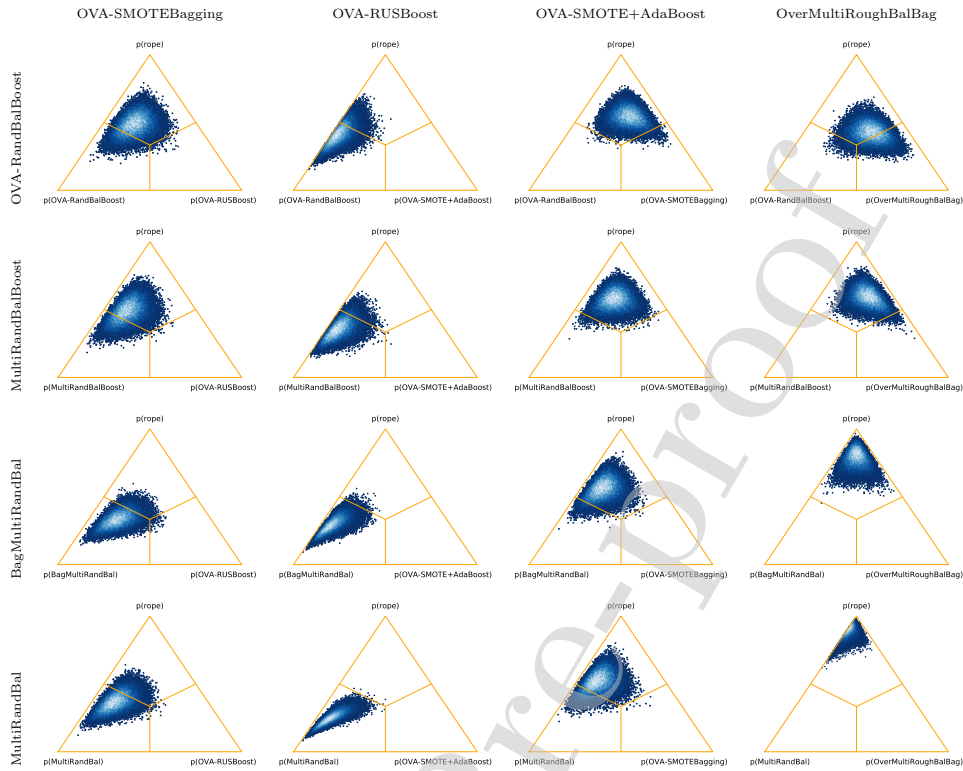 OVA-SMOTEBagging OVA-RUSBoost OVA-SMOTE+AdaBoost OverMultiRoughBalBag
OVA-RandBalBoost
p(rope) p(rope) p(rope) p(rope)
p(OVA-RandBalBoost) p(OVA-RUSBoost) p(OVA-RandBalBoost) p(OVA-SMOTE+AdaBoost) p(OVA-RandBalBoost) p(OVA-SMOTEBagging) p(OVA-RandBalBoost) p(OverMultiRoughBalBag)
MultiRandBalBoost
p(rope) p(rope) p(rope) p(rope)
p(MultiRandBalBoost) p(OVA-RUSBoost) p(MultiRandBalBoost) p(OVA-SMOTE+AdaBoost) p(MultiRandBalBoost) p(OVA-SMOTEBagging) p(MultiRandBalBoost) p(OverMultiRoughBalBag)
BagMultiRandBal
p(rope) p(rope) p(rope) p(rope)
p(BagMultiRandBal) p(OVA-RUSBoost) p(BagMultiRandBal) p(OVA-SMOTE+AdaBoost) p(BagMultiRandBal) p(OVA-SMOTEBagging) p(BagMultiRandBal) p(OverMultiRoughBalBag)
MultiRandBal
p(rope) p(rope) p(rope) p(rope)
p(MultiRandBal) p(OVA-RUSBoost) p(MultiRandBal) p(OVA-SMOTE+AdaBoost) p(MultiRandBal) p(OVA-SMOTEBagging) p(MultiRandBal) p(OverMultiRoughBalBag)
re-proof